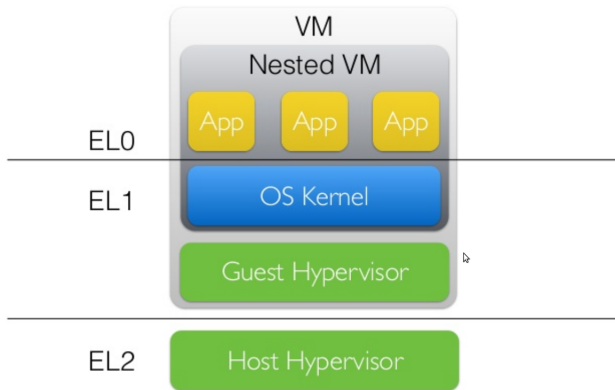 VM
Nested VM
App App App
EL0
EL1
OS Kernel
Guest Hypervisor
EL2
Host Hypervisor